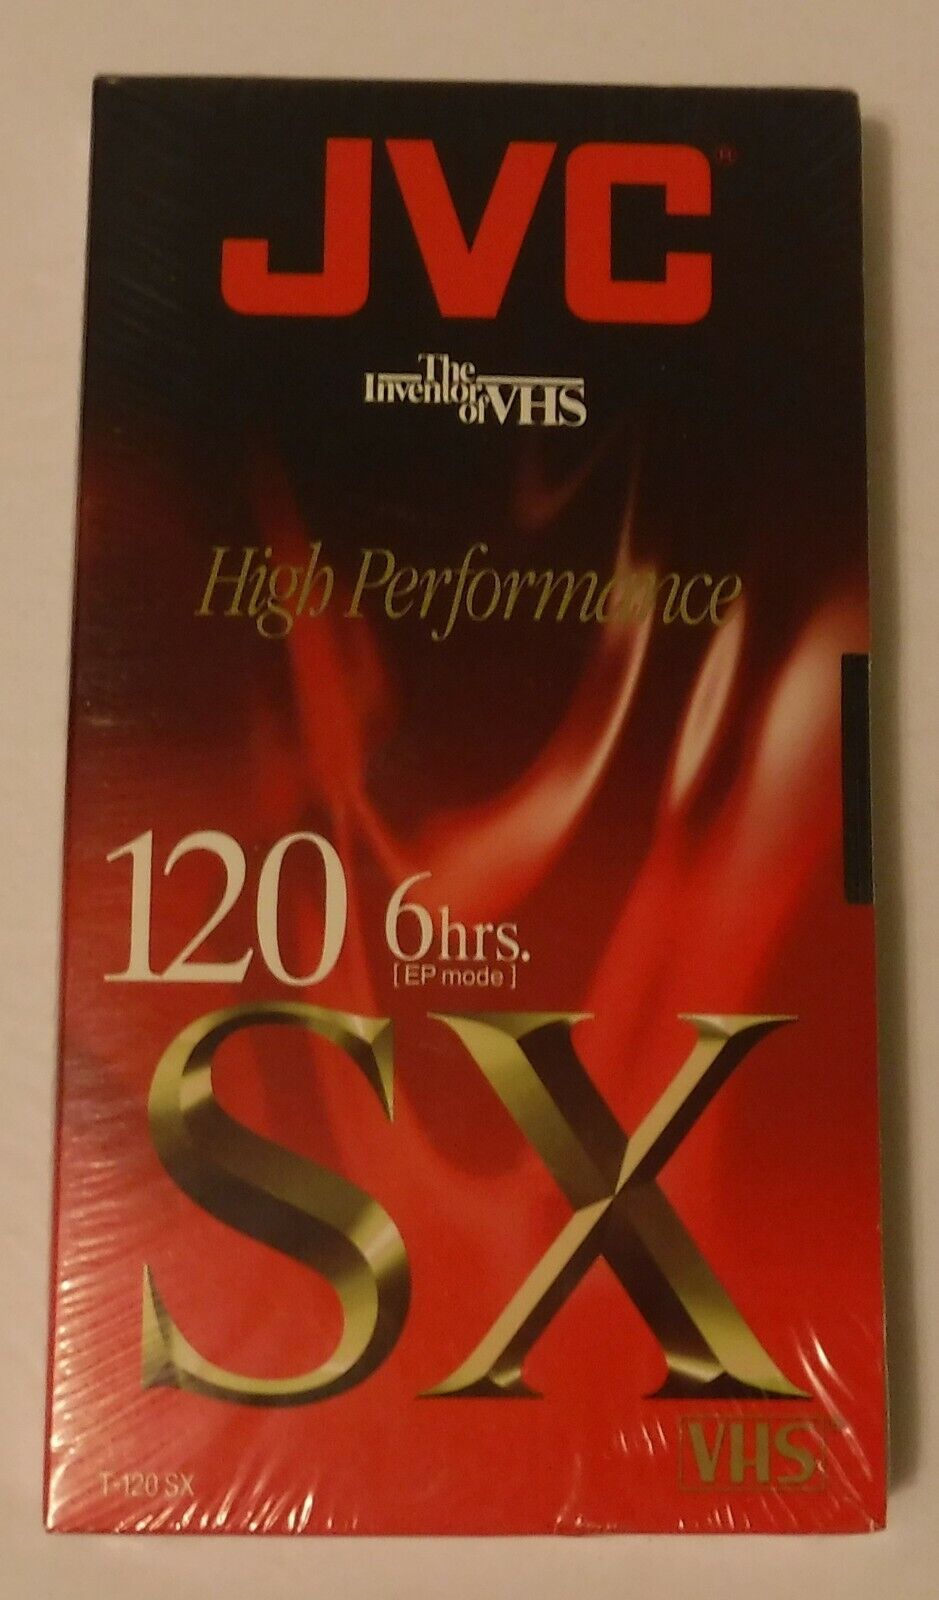 JVC®
The
Inventor
of VHS
High Performance
120 6hrs.
[EP mode]
SX
VHS
T-120 SX